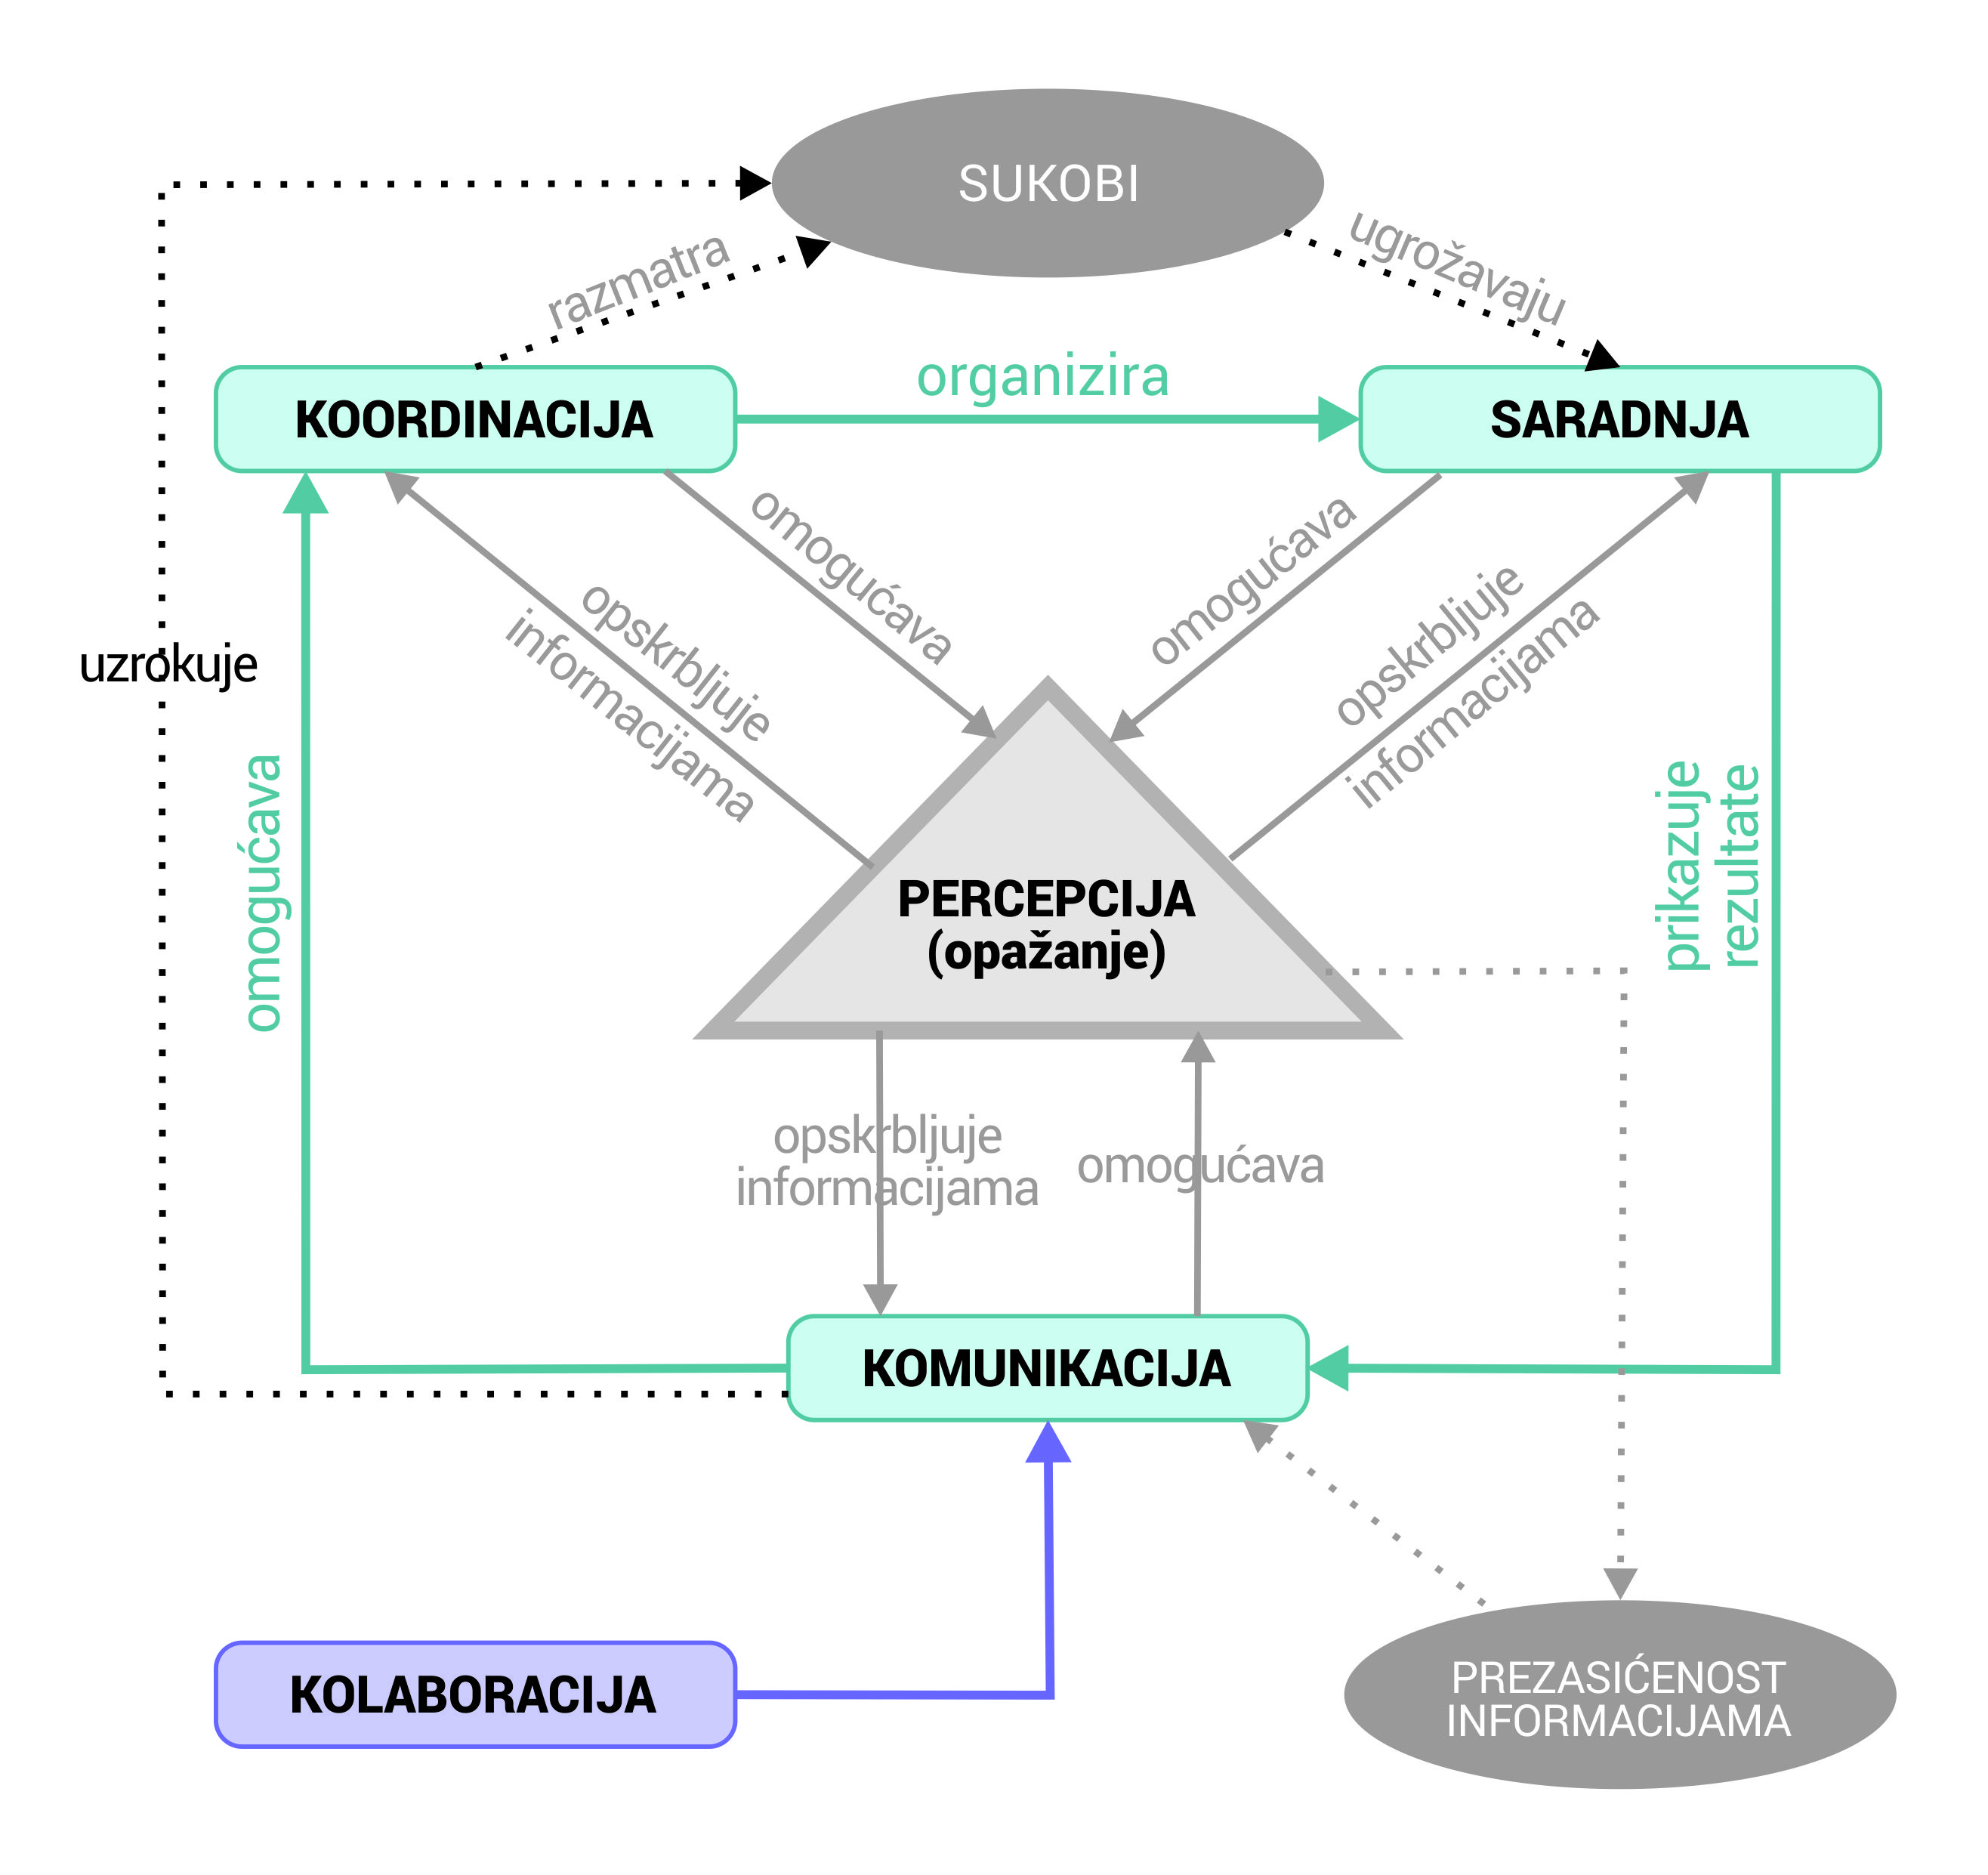 SUKOBI
razmatra
ugrožavaju
organizira
KOORDINACIJA
SARADNJA
omogućava
omogućava
opskrbljuje
informacijama
opskrbljuje
informacijama
uzrokuje
omogućava
prikazuje
rezultate
PERCEPCIJA
(opažanje)
opskrbljuje
informacijama
omogućava
KOMUNIKACIJA
KOLABORACIJA
PREZASIĆENOST
INFORMACIJAMA